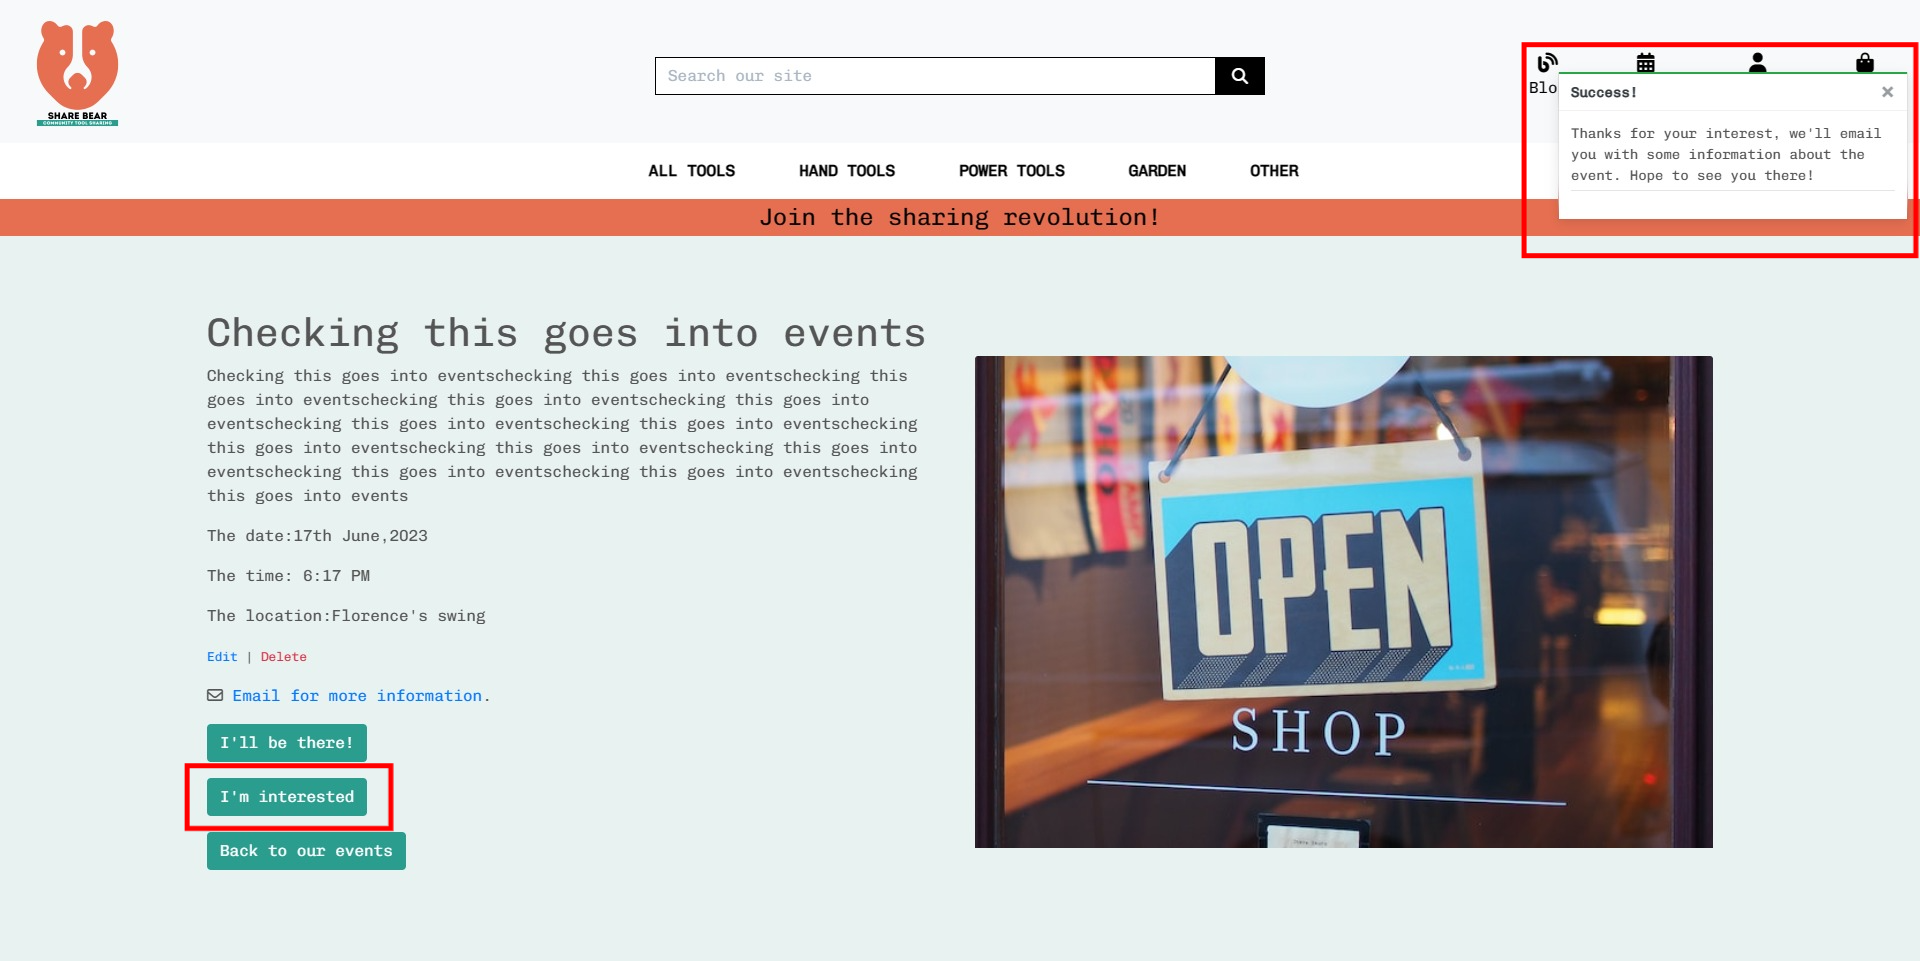 SHARE BEAR
COMMUNITY TOOL SHARING
Search our site
Blo
Success!
×
Thanks for your interest, we'll email
you with some information about the
event. Hope to see you there!
ALL TOOLS
HAND TOOLS
POWER TOOLS
GARDEN
OTHER
Join the sharing revolution!
Checking this goes into events
Checking this goes into eventschecking this goes into eventschecking this
goes into eventschecking this goes into eventschecking this goes into
eventschecking this goes into eventschecking this goes into eventschecking
this goes into eventschecking this goes into eventschecking this goes into
eventschecking this goes into eventschecking this goes into eventschecking
this goes into events
The date:17th June,2023
The time: 6:17 PM
The location:Florence's swing
Edit | Delete
Email for more information.
I'll be there!
I'm interested
Back to our events
OPEN
SHOP